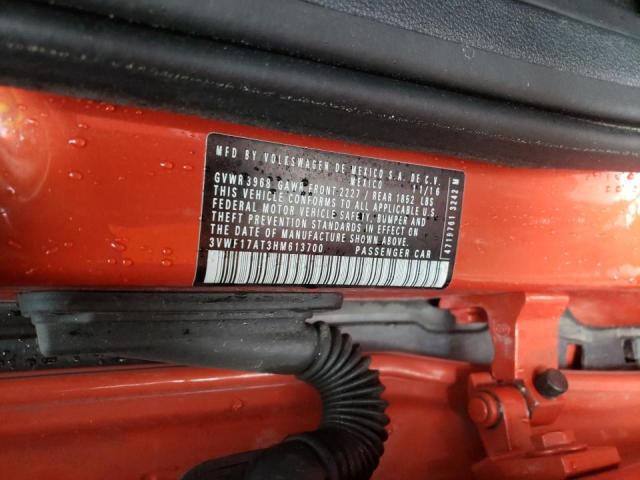 MFD BY VOLKSWAGEN DE MEXICO S.A. DE C.V.
MEXICO 11/16
GVWR 3968 GAWR FRONT 2227 / REAR 1852 LBS
THIS VEHICLE CONFORMS TO ALL APPLICABLE U.S.
FEDERAL MOTOR VEHICLE SAFETY, BUMPER AND
THEFT PREVENTION STANDARDS IN EFFECT ON
THE DATE OF MANUFACTURE SHOWN ABOVE
3VWF17AT3HM613700 PASSENGER CAR